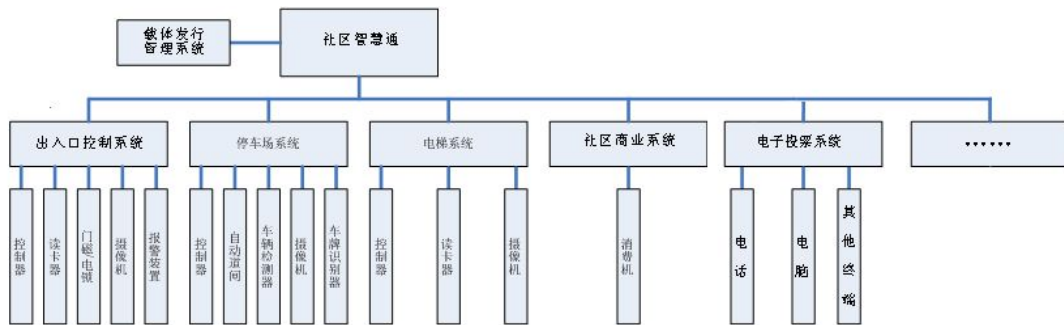 载体发行
管理系统
社区智慧通
出入口控制系统
停车场系统
电梯系统
社区商业系统
电子投票系统
......
控制器
读卡器
门磁/电锁
摄像机
报警装置
控制器
自动道闸
车辆检测器
摄像机
车牌识别器
控制器
读卡器
摄像机
消费机
电话
电脑
其他终端